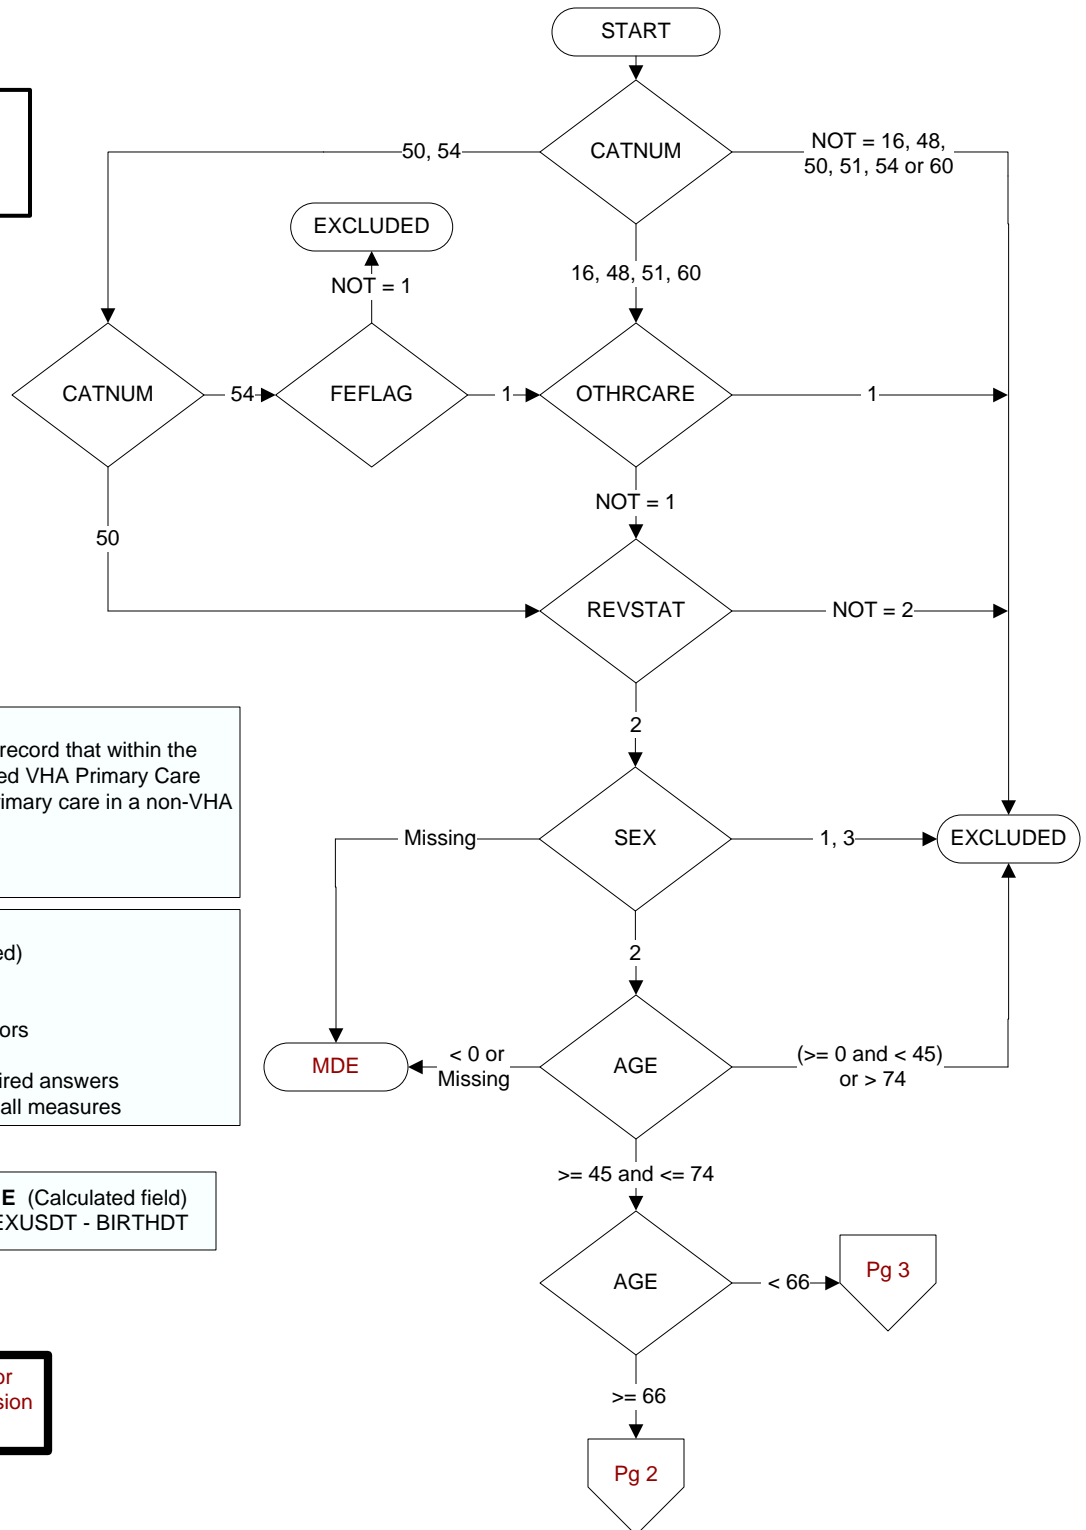 START
CATNUM
50, 54
NOT = 16, 48,
50, 51, 54 or 60
EXCLUDED
16, 48, 51, 60
NOT = 1
CATNUM
54
FEFLAG
1
OTHRCARE
1
NOT = 1
50
REVSTAT
NOT = 2
2
record that within the
ed VHA Primary Care
rimary care in a non-VHA
Missing
SEX
1, 3
EXCLUDED
2
ed)
ors
ired answers
all measures
MDE
< 0 or
Missing
AGE
(>= 0 and < 45)
or > 74
>= 45 and <= 74
E (Calculated field)
EXUSDT - BIRTHDT
AGE
< 66
Pg 3
or
sion
>= 66
Pg 2